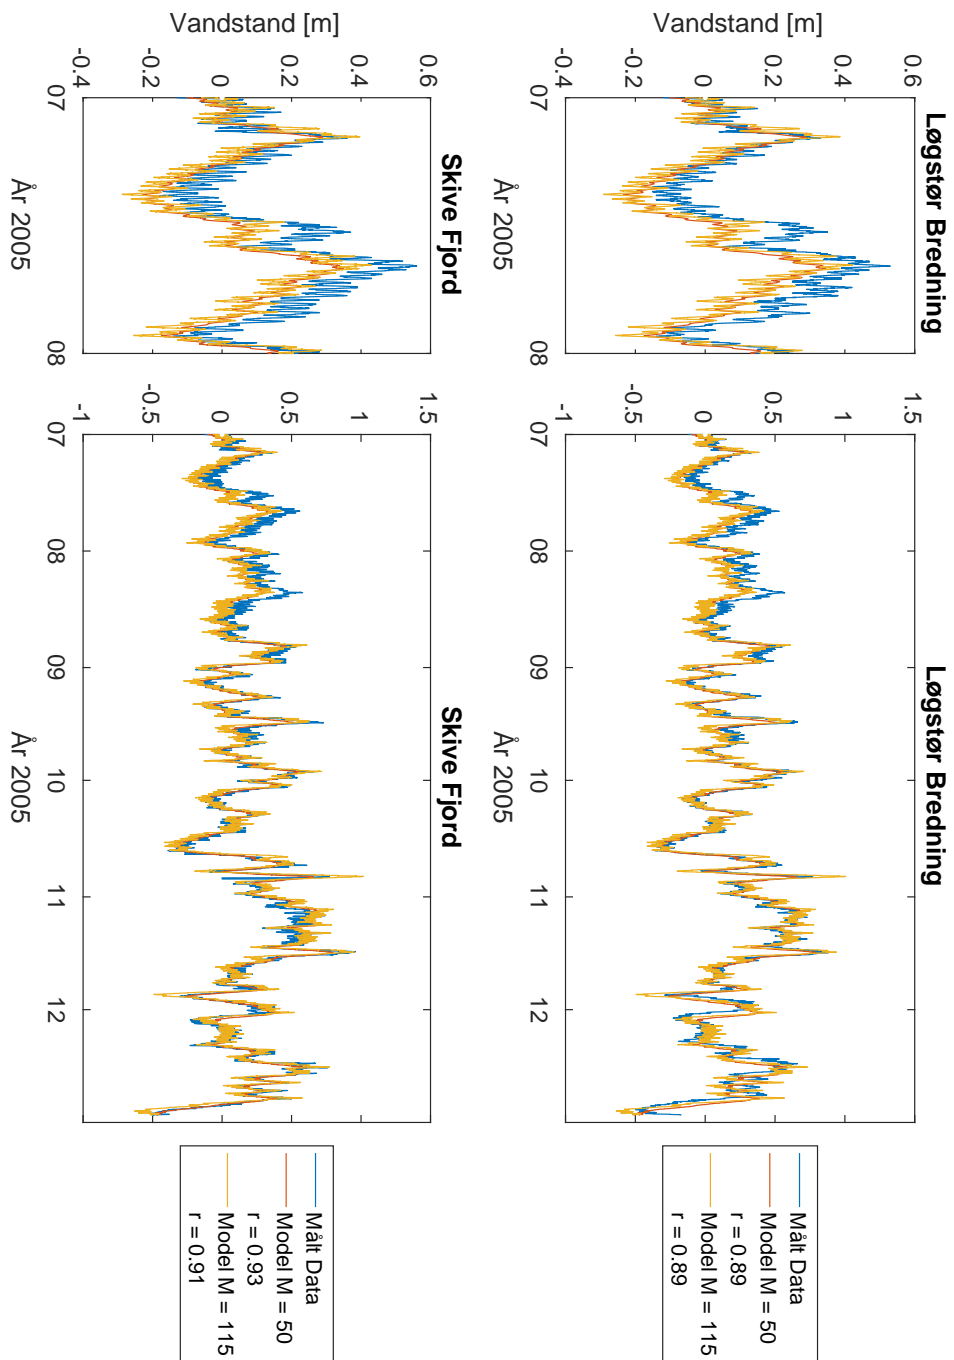 Løgstør Bredning
Vandstand [m]
0.6
0.4
0.2
0
-0.2
-0.4
07 08
År 2005
Løgstør Bredning
1.5
1
0.5
0
-0.5
-1
07 08 09 10 11 12
År 2005
Målt Data
Model M = 50
r = 0.89
Model M = 115
r = 0.89
Skive Fjord
Vandstand [m]
0.6
0.4
0.2
0
-0.2
-0.4
07 08
År 2005
Skive Fjord
1.5
1
0.5
0
-0.5
-1
07 08 09 10 11 12
År 2005
Målt Data
Model M = 50
r = 0.93
Model M = 115
r = 0.91